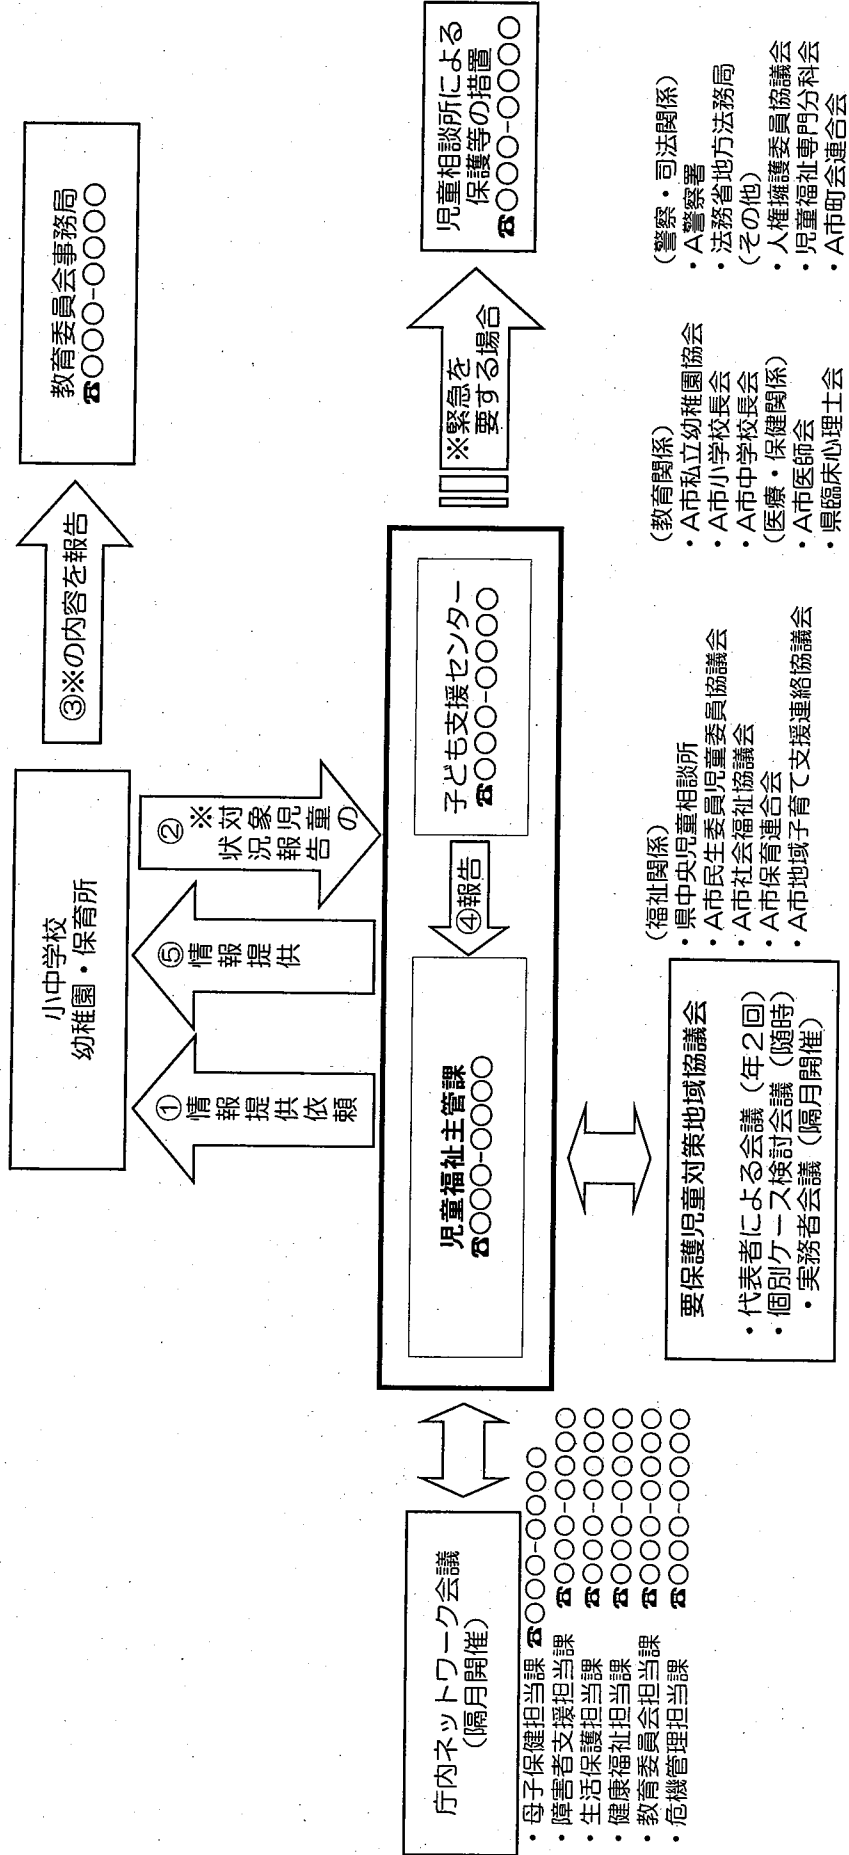 小中学校
幼稚園・保育所
③※の内容を報告
教育委員会事務局
☎○○○-○○○○
①情報提供依頼
⑤情報提供
②※対象児童の
状況報告
庁内ネットワーク会議
(隔月開催)
・母子保健担当課 ☎○○○-○○○○
・障害者支援担当課 ☎○○○-○○○○
・生活保護担当課 ☎○○○-○○○○
・健康福祉担当課 ☎○○○-○○○○
・教育委員会担当課 ☎○○○-○○○○
・危機管理担当課 ☎○○○-○○○○
児童福祉主管課
☎○○○-○○○○
④報告
子ども支援センター
☎○○○-○○○○
※緊急を
要する場合
児童相談所による
保護等の措置
☎○○○-○○○○
要保護児童対策地域協議会
・代表者による会議(年2回)
・個別ケース検討会議(随時)
・実務者会議(隔月開催)
(福祉関係)
・県中央児童相談所
・A市民生委員児童委員協議会
・A市社会福祉協議会
・A市保育連合会
・A市地域子育て支援連絡協議会
(教育関係)
・A市私立幼稚園協会
・A市小学校長会
・A市中学校長会
(医療・保健関係)
・A市医師会
・県臨床心理士会
(警察・司法関係)
・A警察署
・法務省地方法務局
(その他)
・人権擁護委員協議会
・児童福祉専門分科会
・A市町会連合会